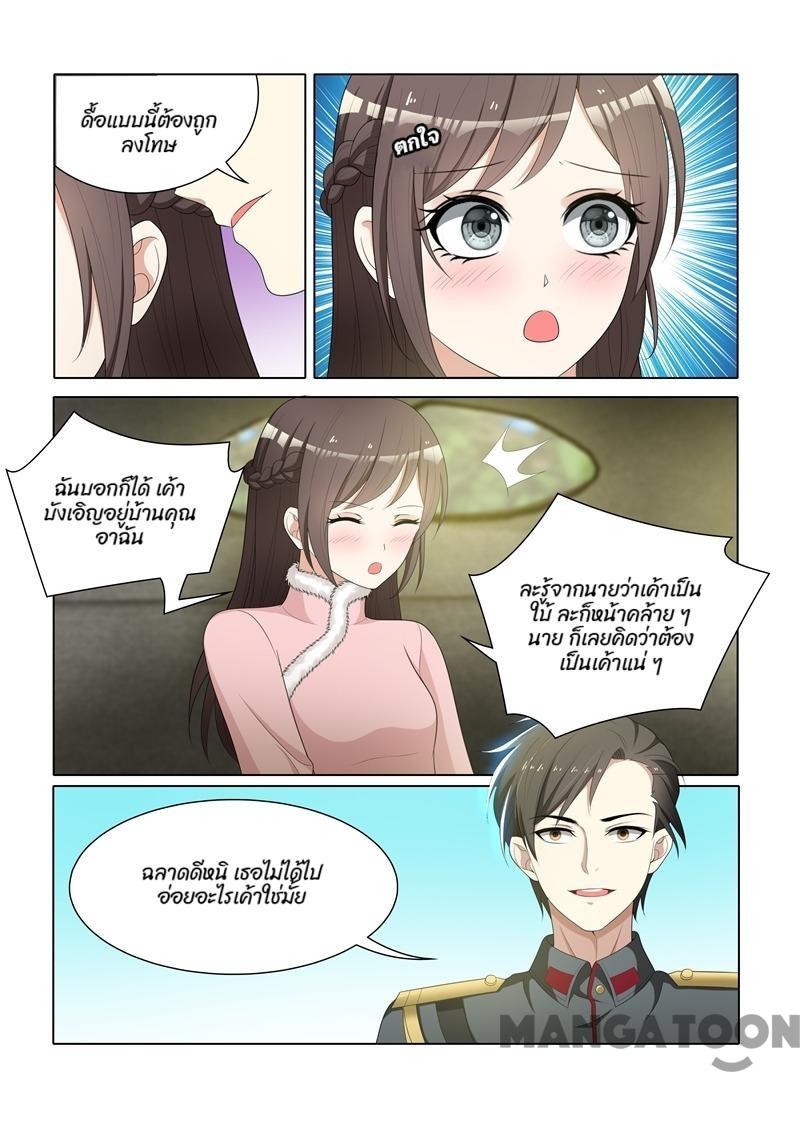 ดื้อแบบนี้ต้องถูก
ลงโทษ
ตกใจ
ฉันบอกก็ได้ เค้า
บังเอิญอยู่บ้านคุณ
อาฉัน
ละรู้จากนายว่าเค้าเป็น
ใบ้ ละก็หน้าคล้าย ๆ
นาย ก็เลยคิดว่าต้อง
เป็นเค้าแน่ ๆ
ฉลาดดีหนิ เธอไม่ได้ไป
อ่อยอะไรเค้าใช่มั้ย
MANGATOON